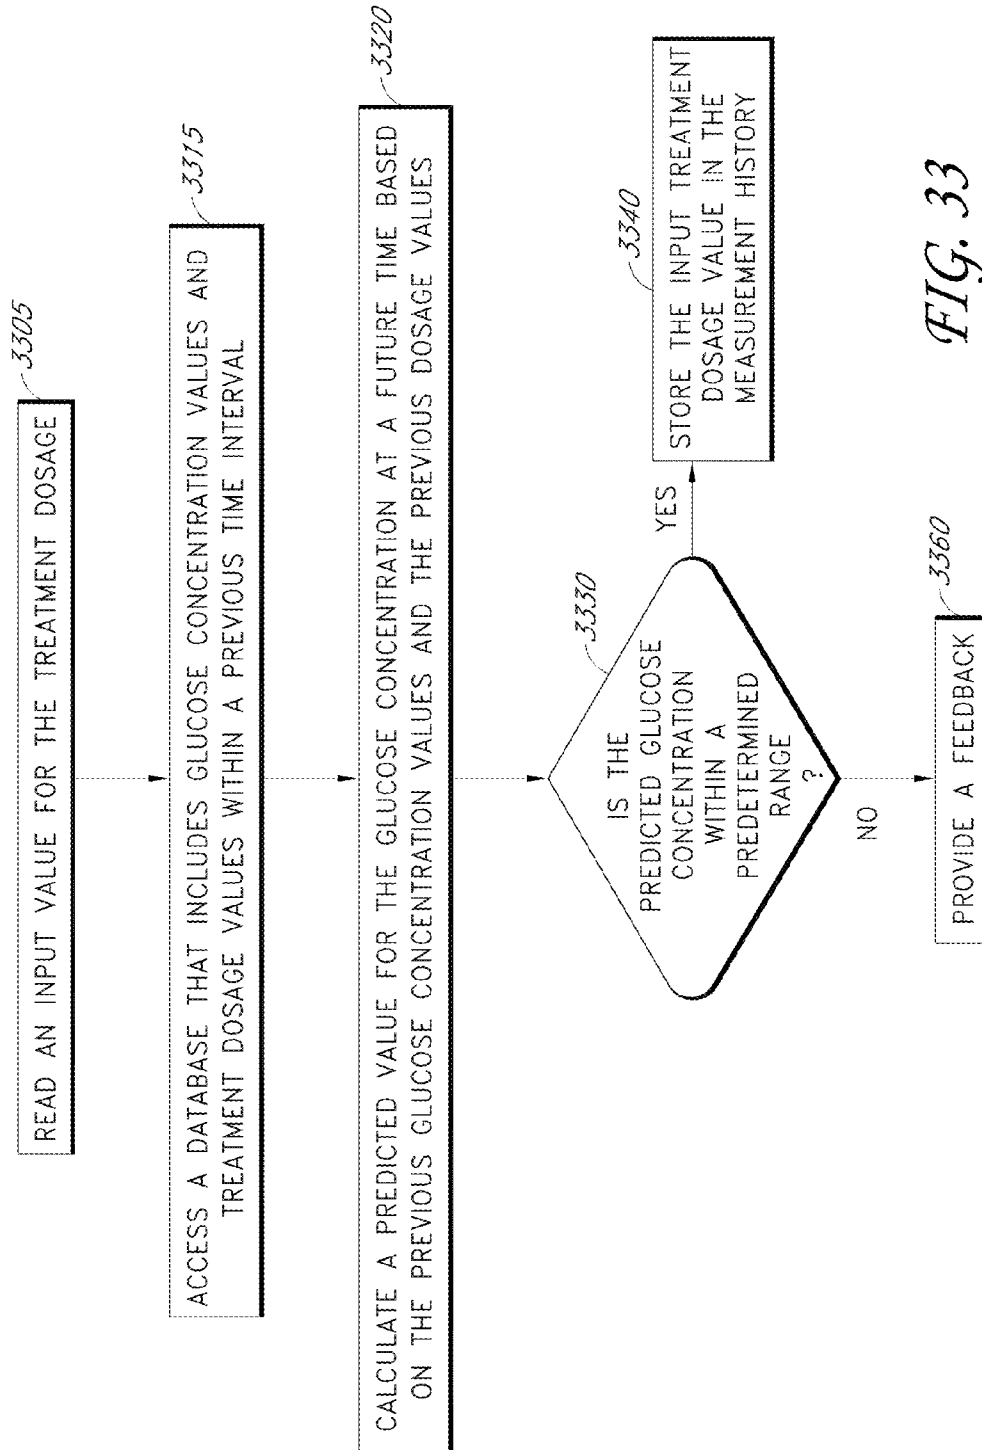 3305
READ AN INPUT VALUE FOR THE TREATMENT DOSAGE
3315
ACCESS A DATABASE THAT INCLUDES GLUCOSE CONCENTRATION VALUES AND
TREATMENT DOSAGE VALUES WITHIN A PREVIOUS TIME INTERVAL
3320
CALCULATE A PREDICTED VALUE FOR THE GLUCOSE CONCENTRATION AT A FUTURE TIME BASED
ON THE PREVIOUS GLUCOSE CONCENTRATION VALUES AND THE PREVIOUS DOSAGE VALUES
3330
IS THE
PREDICTED GLUCOSE
CONCENTRATION
WITHIN A
PREDETERMINED
RANGE
?
YES
3340
STORE THE INPUT TREATMENT
DOSAGE VALUE IN THE
MEASUREMENT HISTORY
NO
3360
PROVIDE A FEEDBACK
FIG. 33